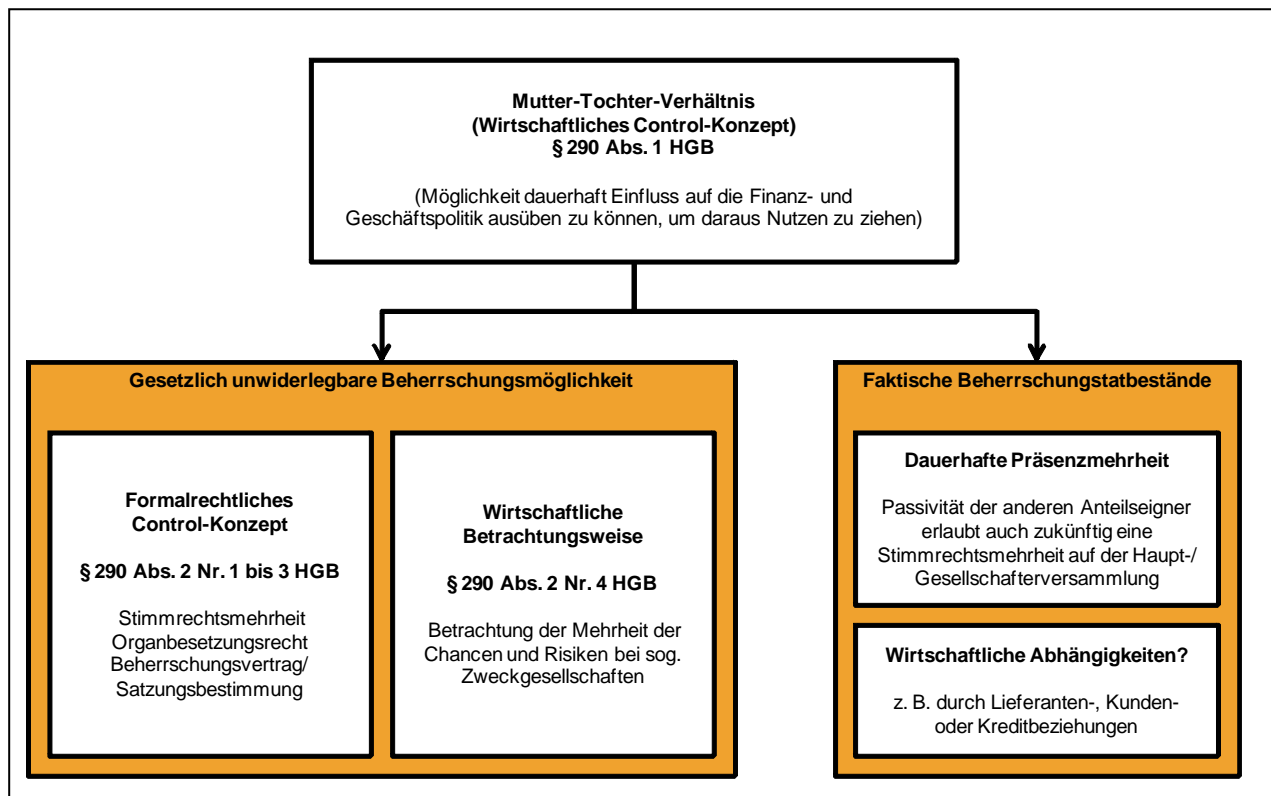 Mutter-Tochter-Verhältnis
(Wirtschaftliches Control-Konzept)
§ 290 Abs. 1 HGB
(Möglichkeit dauerhaft Einfluss auf die Finanz- und
Geschäftspolitik ausüben zu können, um daraus Nutzen zu ziehen)
Gesetzlich unwiderlegbare Beherrschungsmöglichkeit
Formalrechtliches
Control-Konzept
§ 290 Abs. 2 Nr. 1 bis 3 HGB
Stimmrechtsmehrheit
Organbesetzungsrecht
Beherrschungsvertrag/
Satzungsbestimmung
Wirtschaftliche
Betrachtungsweise
§ 290 Abs. 2 Nr. 4 HGB
Betrachtung der Mehrheit der
Chancen und Risiken bei sog.
Zweckgesellschaften
Faktische Beherrschungstatbestände
Dauerhafte Präsenzmehrheit
Passivität der anderen Anteilseigner
erlaubt auch zukünftig eine
Stimmrechtsmehrheit auf der Haupt-/
Gesellschafterversammlung
Wirtschaftliche Abhängigkeiten?
z. B. durch Lieferanten-, Kunden-
oder Kreditbeziehungen